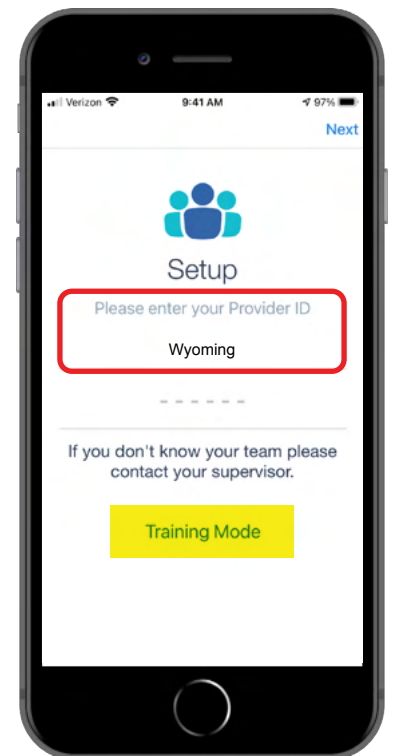 Verizon 9:41 AM 97%
Next
Setup
Please enter your Provider ID
Wyoming
- - - - - -
If you don't know your team please
contact your supervisor.
Training Mode